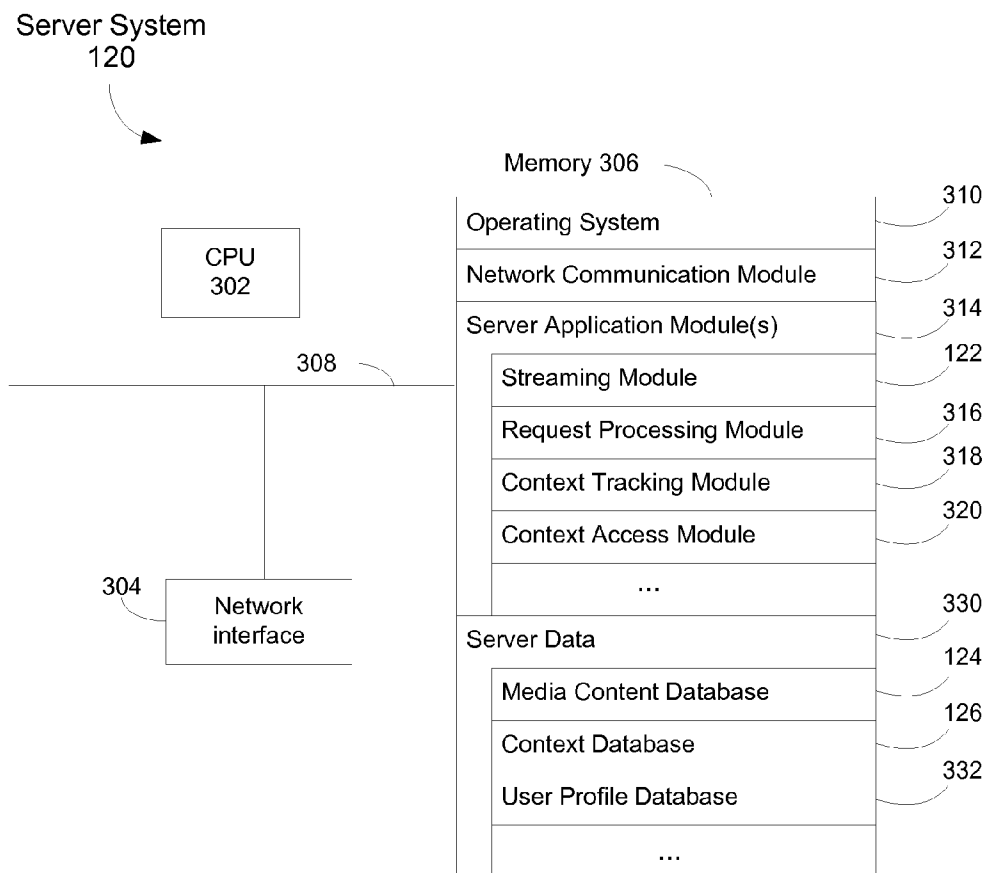 Server System
120
Memory 306
310
Operating System
CPU
302
312
Network Communication Module
314
Server Application Module(s)
308
122
Streaming Module
316
Request Processing Module
318
Context Tracking Module
320
Context Access Module
...
304
Network
interface
330
Server Data
124
Media Content Database
126
Context Database
332
User Profile Database
...